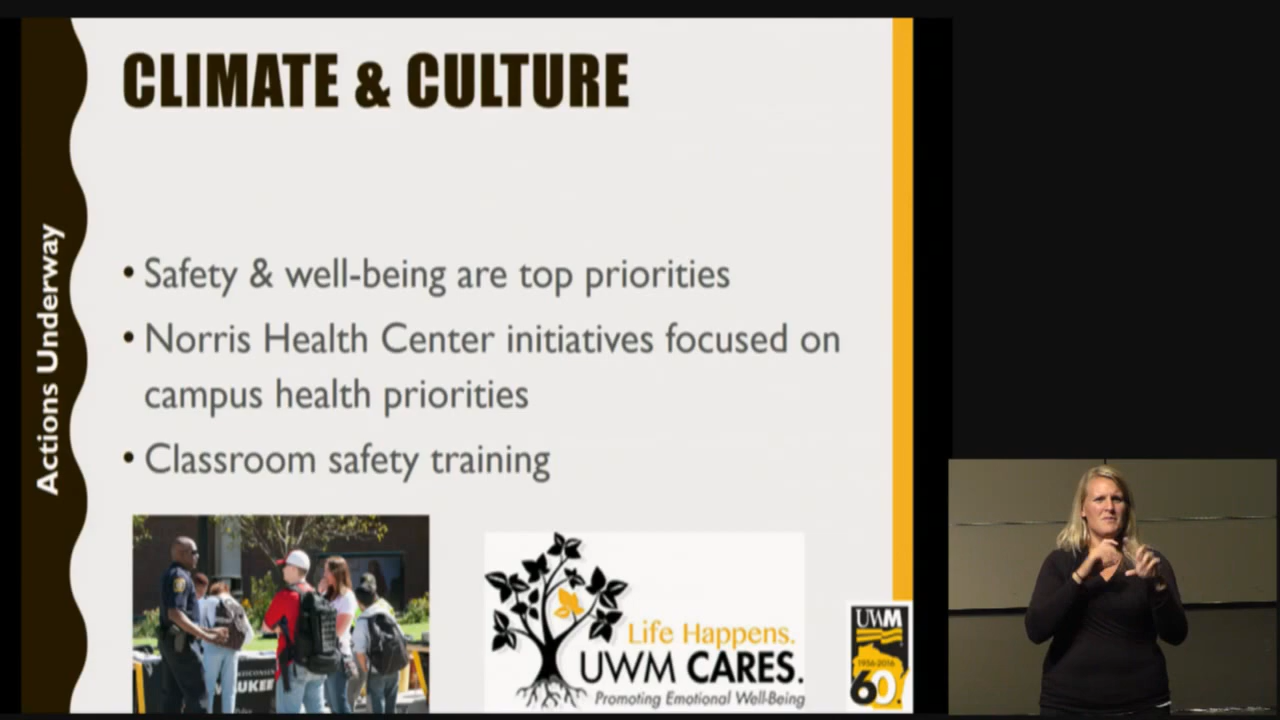 CLIMATE & CULTURE
Actions Underway
• Safety & well-being are top priorities
• Norris Health Center initiatives focused on
campus health priorities
• Classroom safety training
Life Happens.
UWM CARES.
Promoting Emotional Well-Being
UWM
1956-2016
60